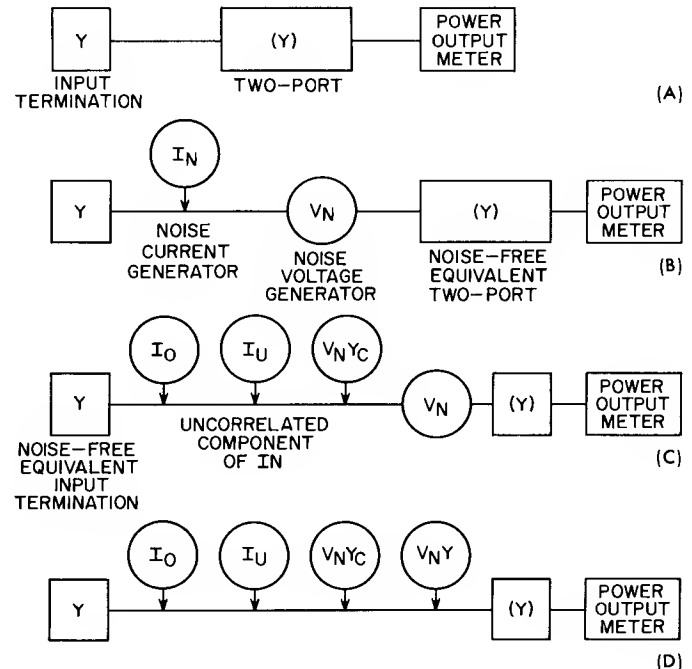 Y
INPUT
TERMINATION
(Y)
TWO-PORT
POWER
OUTPUT
METER
(A)
Y
I_N
NOISE
CURRENT
GENERATOR
V_N
NOISE
VOLTAGE
GENERATOR
(Y)
NOISE-FREE
EQUIVALENT
TWO-PORT
POWER
OUTPUT
METER
(B)
Y
NOISE-FREE
EQUIVALENT
INPUT
TERMINATION
I_O
I_U
V_NY_C
UNCORRELATED
COMPONENT
OF IN
V_N
(Y)
POWER
OUTPUT
METER
(C)
Y
I_O
I_U
V_NY_C
V_NY
(Y)
POWER
OUTPUT
METER
(D)